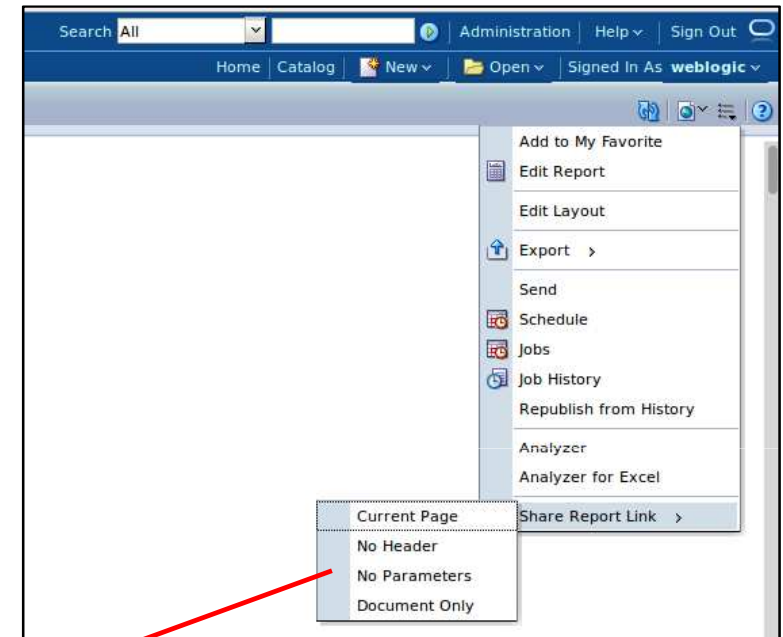 Search All Administration Help Sign Out
Home Catalog New Open Signed In As weblogic
Add to My Favorite
Edit Report
Edit Layout
Export
Send
Schedule
Jobs
Job History
Republish from History
Analyzer
Analyzer for Excel
Share Report Link
Current Page
No Header
No Parameters
Document Only